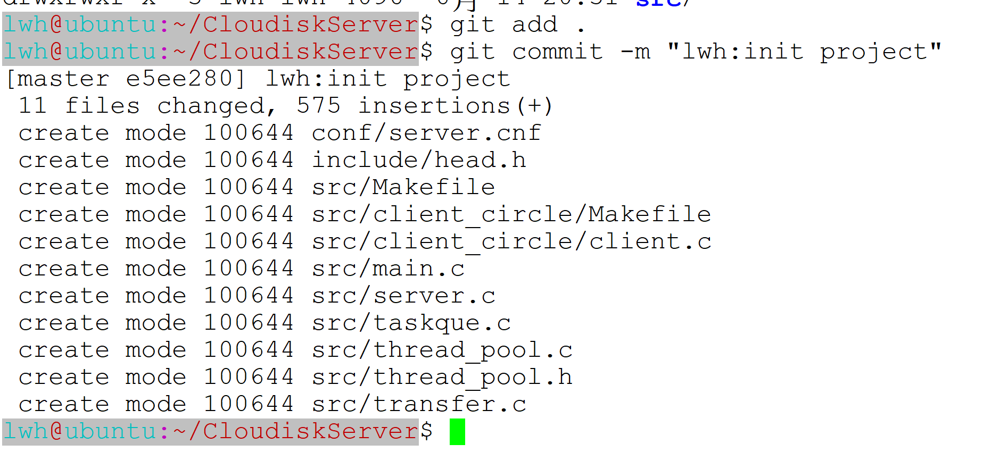 src/
lwh@ubuntu:~/CloudiskServer$ git add .
lwh@ubuntu:~/CloudiskServer$ git commit -m "lwh:init project"
[master e5ee280] lwh:init project
 11 files changed, 575 insertions(+)
 create mode 100644 conf/server.cnf
 create mode 100644 include/head.h
 create mode 100644 src/Makefile
 create mode 100644 src/client_circle/Makefile
 create mode 100644 src/client_circle/client.c
 create mode 100644 src/main.c
 create mode 100644 src/server.c
 create mode 100644 src/taskque.c
 create mode 100644 src/thread_pool.c
 create mode 100644 src/thread_pool.h
 create mode 100644 src/transfer.c
lwh@ubuntu:~/CloudiskServer$